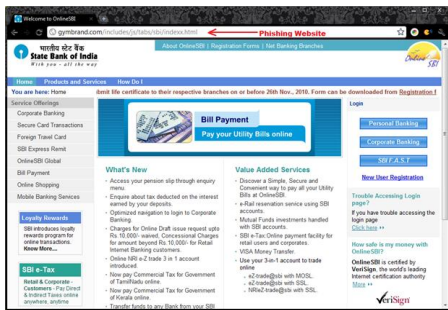 Welcome to OnlineSBI
gymbrand.com/includes/js/tabs/sbi/indexx.html
Phishing Website
भारतीय स्टेट बैंक
State Bank of India
With you - all the way
About OnlineSBI | Registration Forms | Net Banking Branches
Online SBI
Home Products and Services How Do I
You are here: Home
ibmit life certificate to their respective branches on or before 26th Nov., 2010. Form can be downloaded from Registration F
Service Offerings
Corporate Banking
Secure Card Transactions
Foreign Travel Card
SBI Express Remit
OnlineSBI Global
Bill Payment
Online Shopping
Mobile Banking Services
Loyalty Rewards
SBI introduces loyalty
rewards program for
online transactions.
Know More...
SBI e-Tax
Retail & Corporate -
Customers - Pay Direct
& Indirect Taxes online
anywhere, anytime
Bill Payment
Pay your Utility Bills online
What's New
Access your pension slip through enquiry
menu.
Enquire about tax deducted on the interest
earned by your deposits.
Optimized navigation to login to Corporate
Banking.
Charges for Online Draft issue request upto
Rs.10,000/- waived. Concessional Charges
for amount beyond Rs.10,000/- for Retail
Internet Banking customers.
Online NRI e-Z trade 3 in 1 account
introduced
Now pay Commercial Tax for Government
of TamilNadu online.
Now pay Commercial Tax for Government
of Kerala online.
Transfer funds to any Bank from your SBI
Value Added Services
Discover a Simple, Secure and
Convenient way to pay all your Utility
Bills at OnlineSBI.
e-Rail reservation service using SBI
accounts.
Mutual Funds investments handled
with SBI accounts.
SBI e-Tax:Online payment facility for
retail users and corporates.
VISA Money Transfer.
Use your 3-in-1 account to trade
online
eZ-trade@sbi with MOSL.
eZ-trade@sbi with SSL.
NRIeZ-trade@sbi with SSL.
Login
Personal Banking
Corporate Banking
SBI F.A.S.T
New User Registration
Trouble Accessing Login
page?
If you have trouble accessing the
login page
Click here
How safe is my money with
OnlineSBI?
OnlineSBI is certified by
VeriSign, the world's leading
Internet certification authority
More
VeriSign